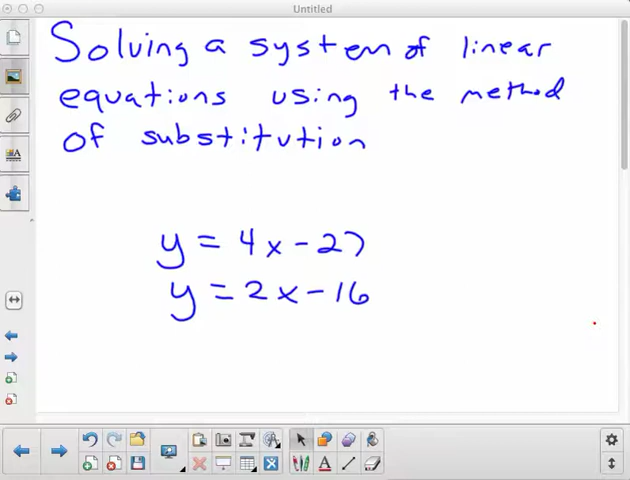 Untitled
Solving a system of linear
equations using the method
of substitution
y = 4x - 27
y = 2x - 16